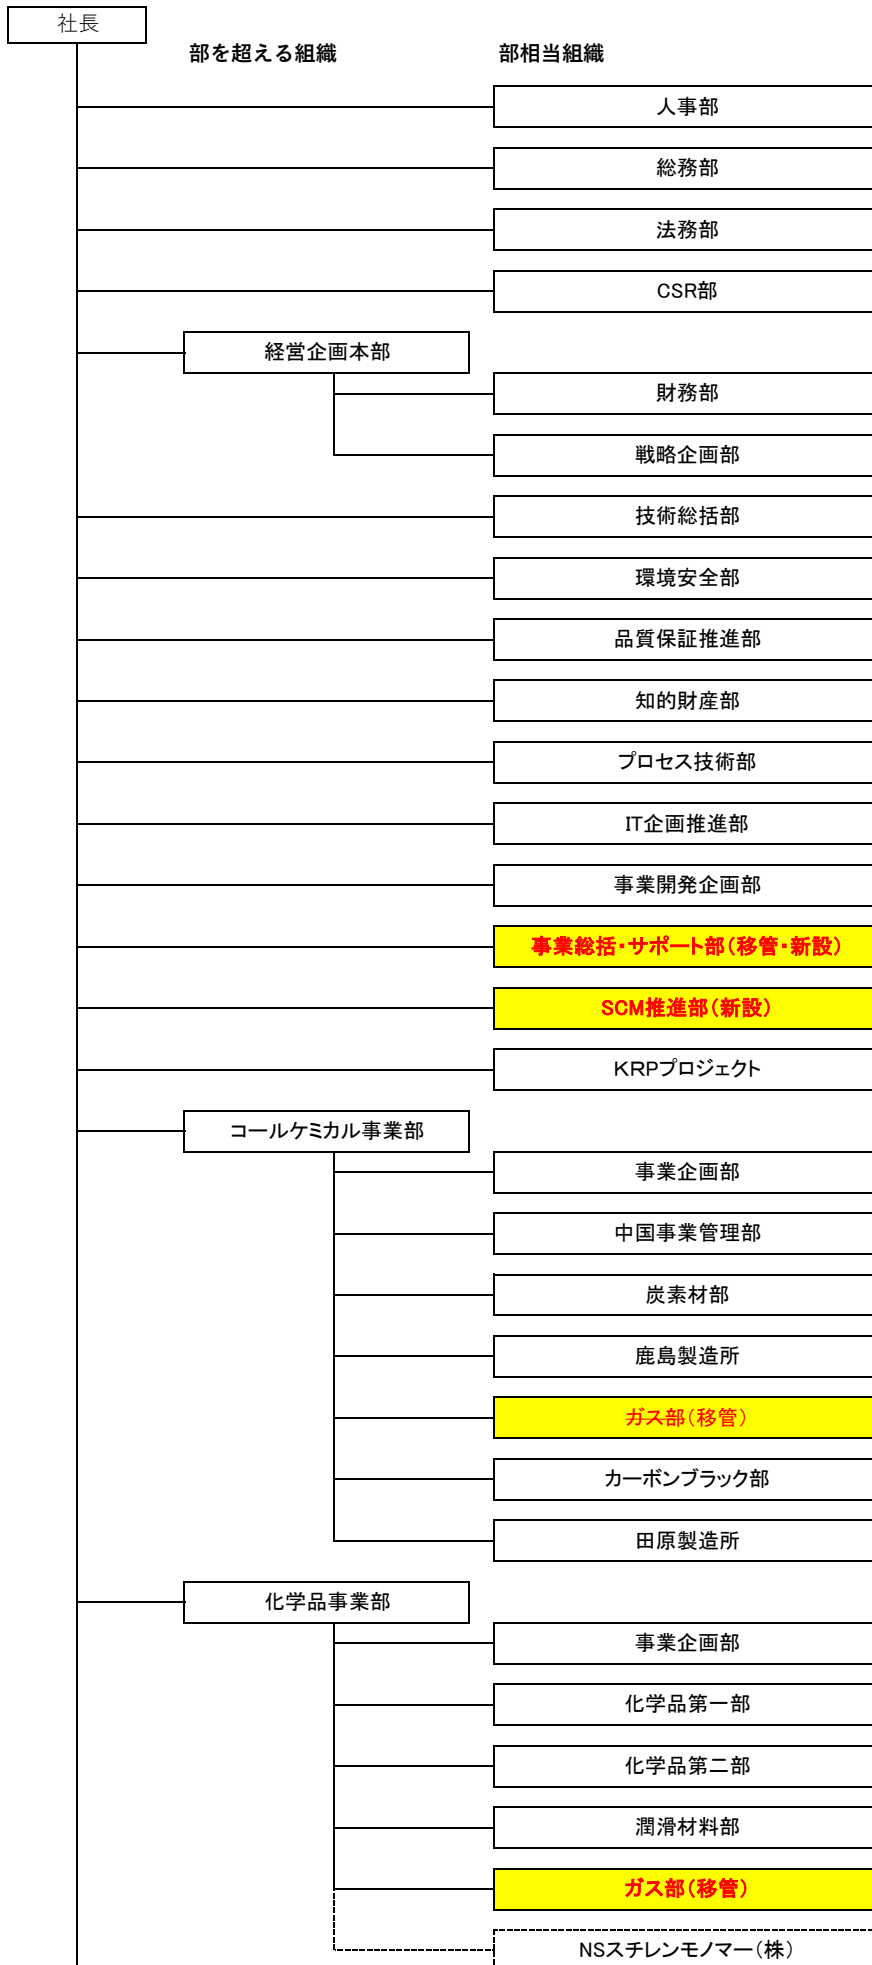 社長
部を超える組織 部相当組織
人事部
総務部
法務部
CSR部
経営企画本部
財務部
戦略企画部
技術総括部
環境安全部
品質保証推進部
知的財産部
プロセス技術部
IT企画推進部
事業開発企画部
事業総括・サポート部(移管・新設)
SCM推進部(新設)
KRPプロジェクト
コールケミカル事業部
事業企画部
中国事業管理部
炭素材部
鹿島製造所
ガス部(移管)
カーボンブラック部
田原製造所
化学品事業部
事業企画部
化学品第一部
化学品第二部
潤滑材料部
ガス部(移管)
NSスチレンモノマー(株)